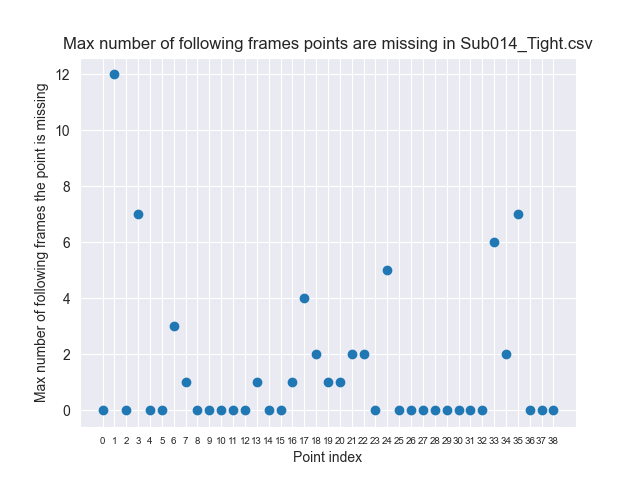 Max number of following frames points are missing in Sub014_Tight.csv
Max number of following frames the point is missing
12
10
8
6
4
2
0
0 1 2 3 4 5 6 7 8 9 10 11 12 13 14 15 16 17 18 19 20 21 22 23 24 25 26 27 28 29 30 31 32 33 34 35 36 37 38
Point index